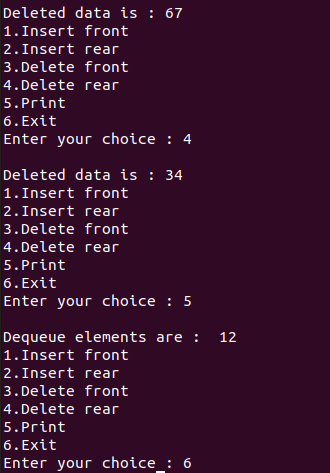 Deleted data is : 67
1.Insert front
2.Insert rear
3.Delete front
4.Delete rear
5.Print
6.Exit
Enter your choice : 4
Deleted data is : 34
1.Insert front
2.Insert rear
3.Delete front
4.Delete rear
5.Print
6.Exit
Enter your choice : 5
Dequeue elements are :  12
1.Insert front
2.Insert rear
3.Delete front
4.Delete rear
5.Print
6.Exit
Enter your choice : 6